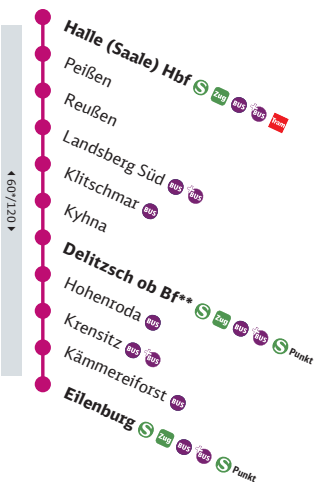 Halle (Saale) Hbf S Zug BUS BUS Tram
Peißen
Reußen
Landsberg Süd BUS BUS
Klitschmar BUS
Kyhna
Delitzsch ob Bf** S Zug BUS BUS S Punkt
Hohenroda BUS
Krensitz BUS BUS
Kämmereiforst BUS
Eilenburg S Zug BUS BUS S Punkt
60*/120